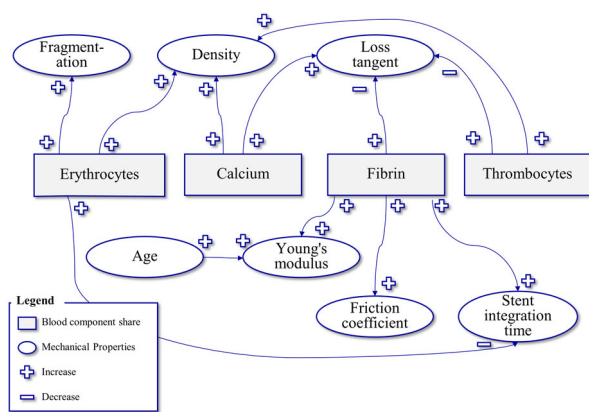 Fragment-
ation
Density
Loss
tangent
Erythrocytes
Calcium
Fibrin
Thrombocytes
Age
Young's
modulus
Friction
coefficient
Stent
integration
time
Legend
Blood component share
Mechanical Properties
Increase
Decrease